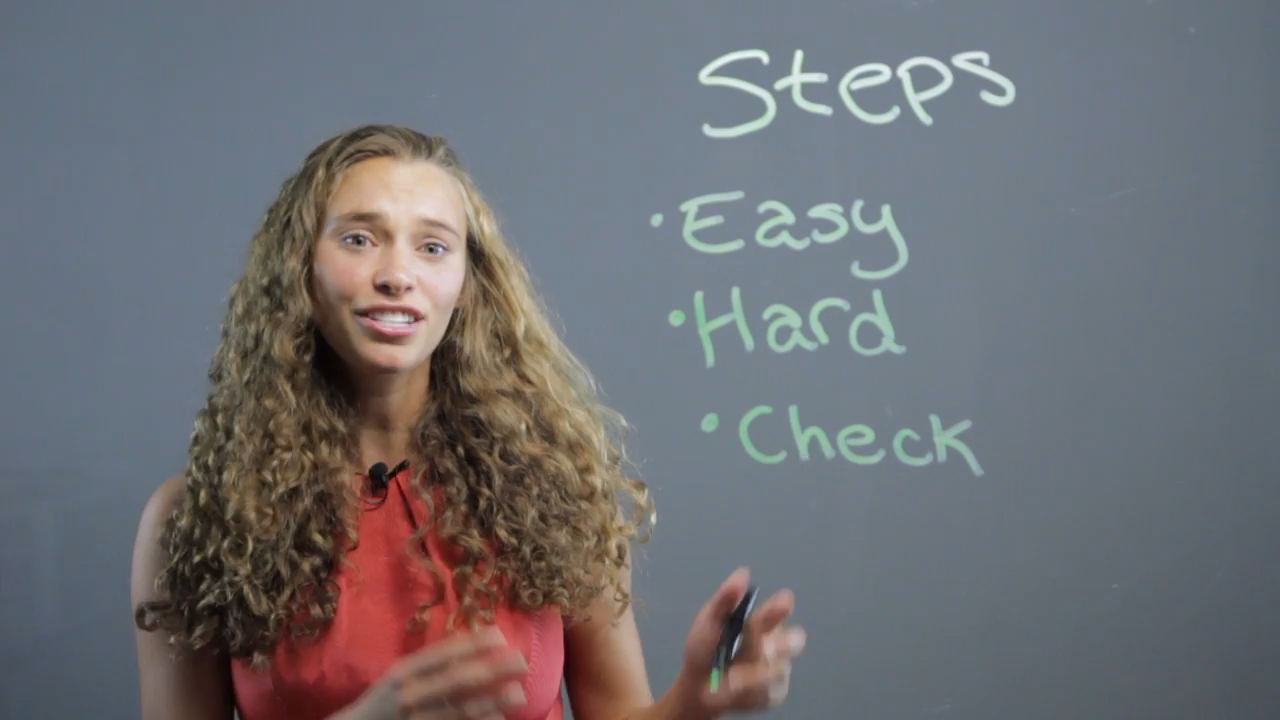 Steps
• Easy
• Hard
• Check